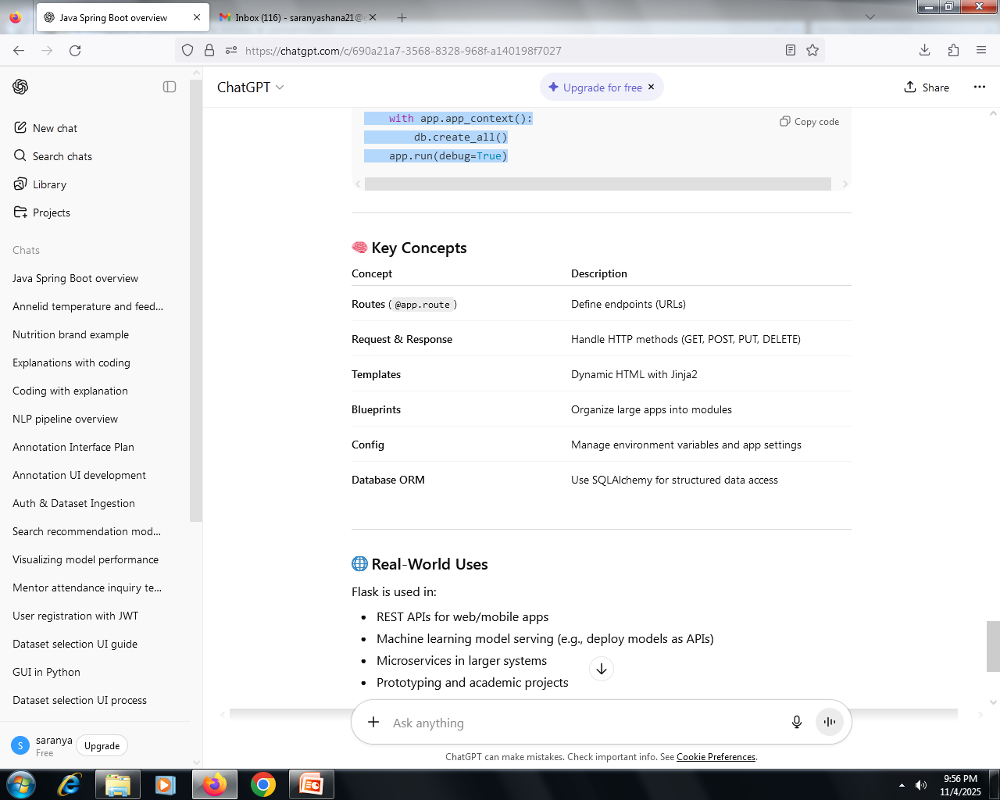 Java Spring Boot overview
Inbox (116) - saranyashana21@
https://chatgpt.com/c/690a21a7-3568-8328-968f-a140198f7027
ChatGPT
Upgrade for free
Share
New chat
Search chats
Library
Projects
Chats
Java Spring Boot overview
Annelid temperature and feed...
Nutrition brand example
Explanations with coding
Coding with explanation
NLP pipeline overview
Annotation Interface Plan
Annotation UI development
Auth & Dataset Ingestion
Search recommendation mod...
Visualizing model performance
Mentor attendance inquiry te...
User registration with JWT
Dataset selection UI guide
GUI in Python
Dataset selection UI process
S
saranya
Free
Upgrade
with app.app_context():
db.create_all()
app.run(debug=True)
Copy code
Key Concepts
Concept Description
Routes (@app.route) Define endpoints (URLs)
Request & Response Handle HTTP methods (GET, POST, PUT, DELETE)
Templates Dynamic HTML with Jinja2
Blueprints Organize large apps into modules
Config Manage environment variables and app settings
Database ORM Use SQLAlchemy for structured data access
Real-World Uses
Flask is used in:
REST APIs for web/mobile apps
Machine learning model serving (e.g., deploy models as APIs)
Microservices in larger systems
Prototyping and academic projects
Ask anything
ChatGPT can make mistakes. Check important info. See Cookie Preferences.
9:56 PM
11/4/2025